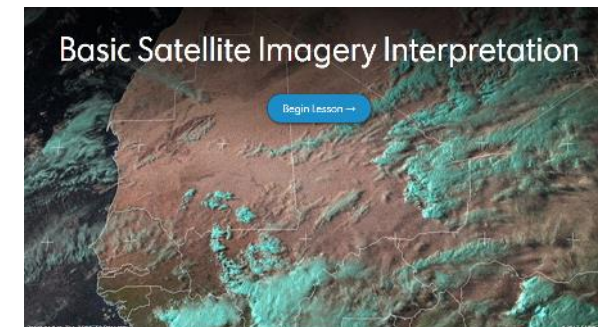 Basic Satellite Imagery Interpretation
Begin Lesson →